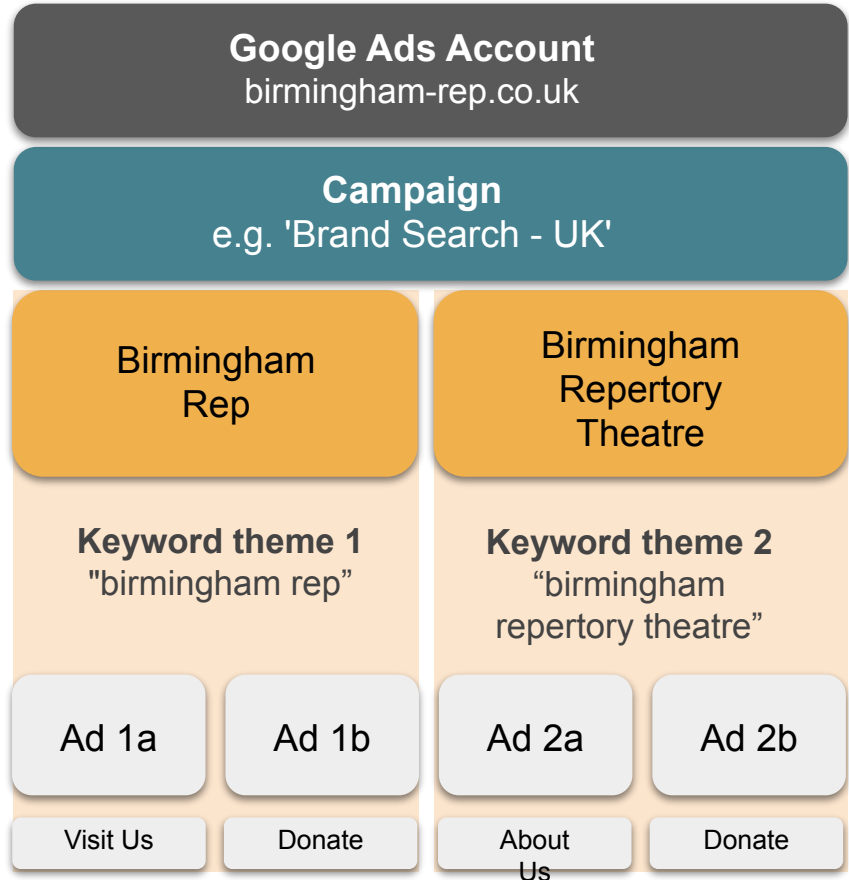 Google Ads Account
birmingham-rep.co.uk
Campaign
e.g. 'Brand Search - UK'
Birmingham
Rep
Birmingham
Repertory
Theatre
Keyword theme 1
"birmingham rep”
Keyword theme 2
“birmingham
repertory theatre”
Ad 1a
Ad 1b
Ad 2a
Ad 2b
Visit Us
Donate
About
Us
Donate